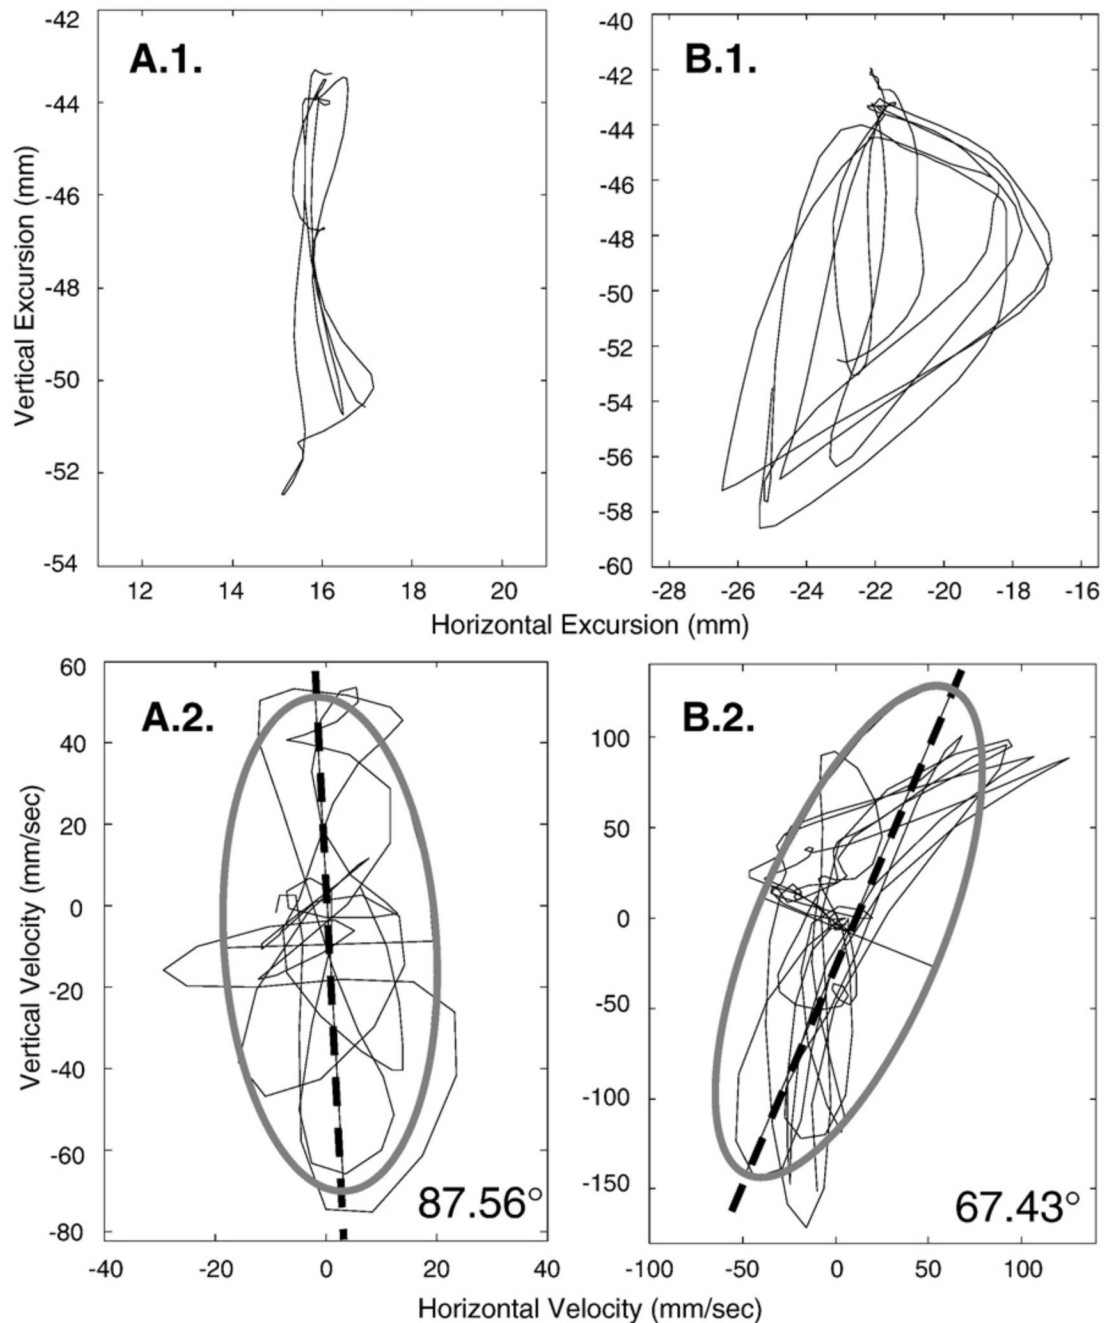 A.1.
Vertical Excursion (mm)
-42
-44
-46
-48
-50
-52
-54
12 14 16 18 20
B.1.
-40
-42
-44
-46
-48
-50
-52
-54
-56
-58
-60
-28 -26 -24 -22 -20 -18 -16
Horizontal Excursion (mm)
A.2.
Vertical Velocity (mm/sec)
60
40
20
0
-20
-40
-60
-80
87.56°
-40 -20 0 20 40
B.2.
100
50
0
-50
-100
-150
67.43°
-100 -50 0 50 100
Horizontal Velocity (mm/sec)